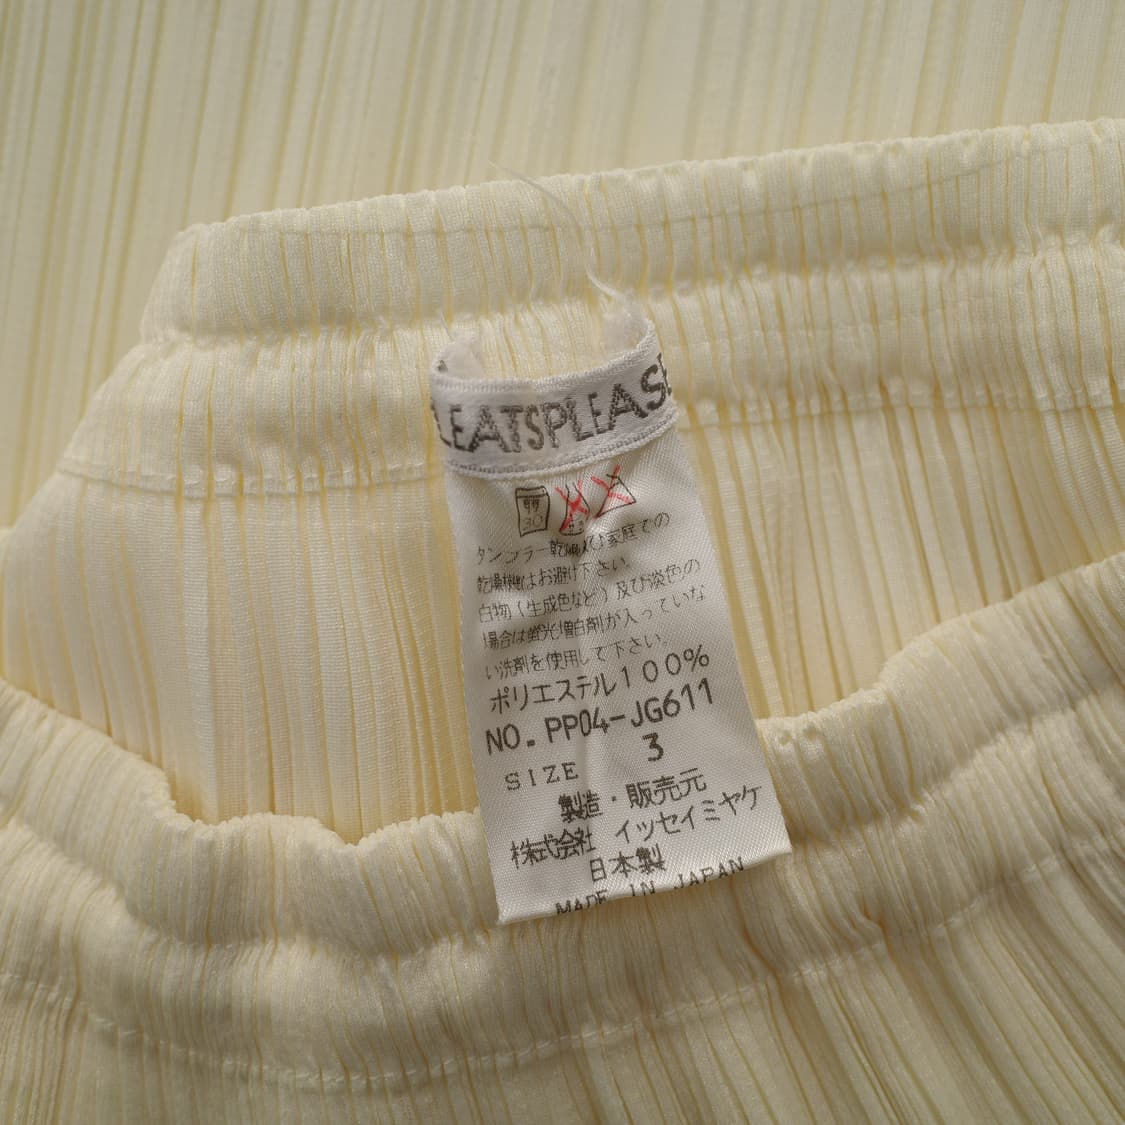 LEATSPLEASE
30
タンブラー乾燥及び家庭での
乾燥機はお避け下さい。
白物(生成色など)及び淡色の
場合は蛍光増白剤が入っていな
い洗剤を使用して下さい。
ポリエステル100%
NO. PP04-JG611
SIZE 3
製造・販売元
株式会社 イッセイミヤケ
日本製
MADE IN JAPAN